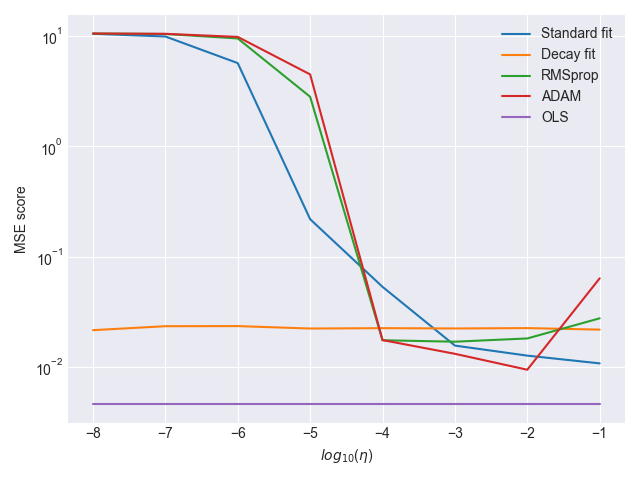 Standard fit
Decay fit
RMSprop
ADAM
OLS
MSE score
10¹
10⁰
10⁻¹
10⁻²
−8 −7 −6 −5 −4 −3 −2 −1
log₁₀(η)